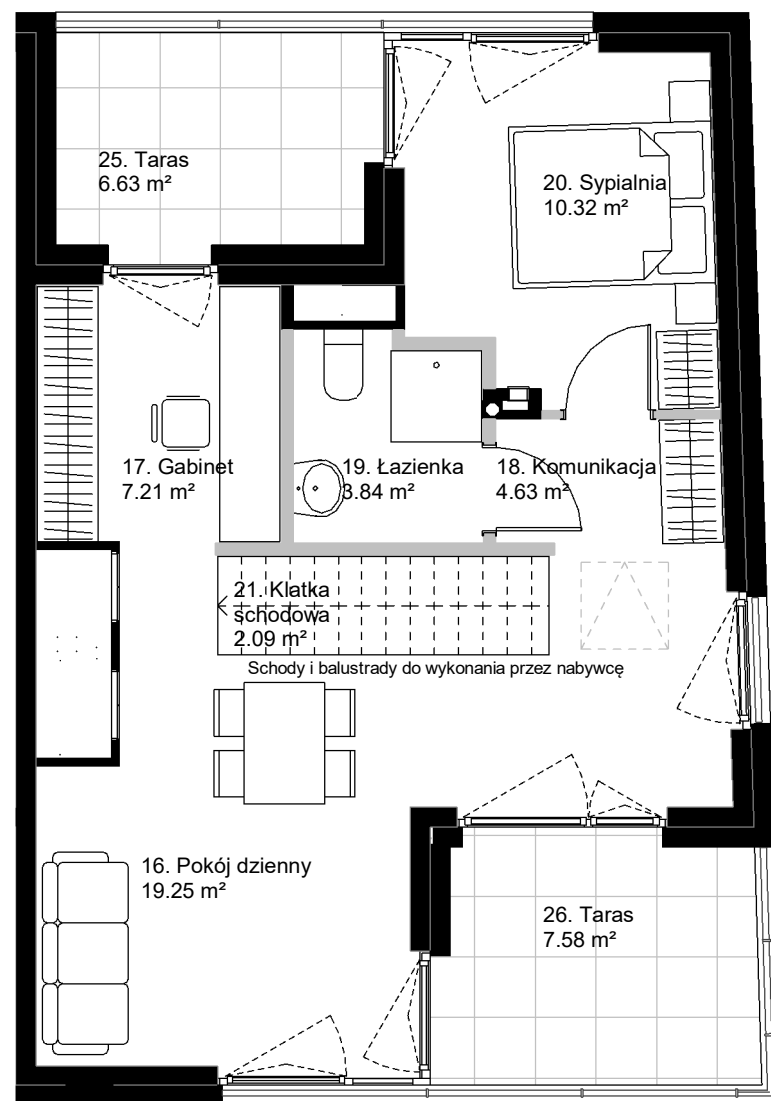 25. Taras
6.63 m²
20. Sypialnia
10.32 m²
17. Gabinet
7.21 m²
19. Łazienka
3.84 m²
18. Komunikacja
4.63 m²
21. Klatka
schodowa
2.09 m²
Schody i balustrady do wykonania przez nabywcę
16. Pokój dzienny
19.25 m²
26. Taras
7.58 m²